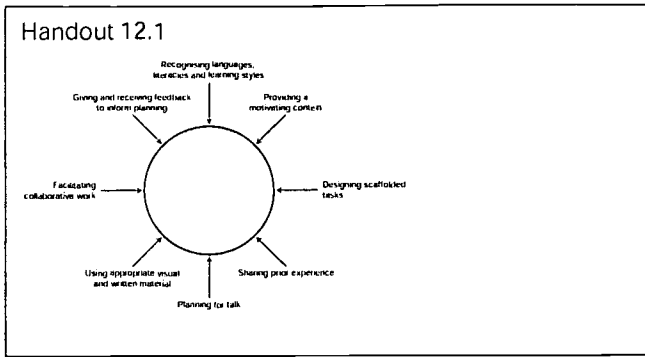 Handout 12.1
Recognising languages,
literacies and learning styles
Giving and receiving feedback
to inform planning
Providing a
motivating context
Facilitating
collaborative work
Designing scaffolded
tasks
Using appropriate visual
and written material
Sharing prior experience
Planning for talk